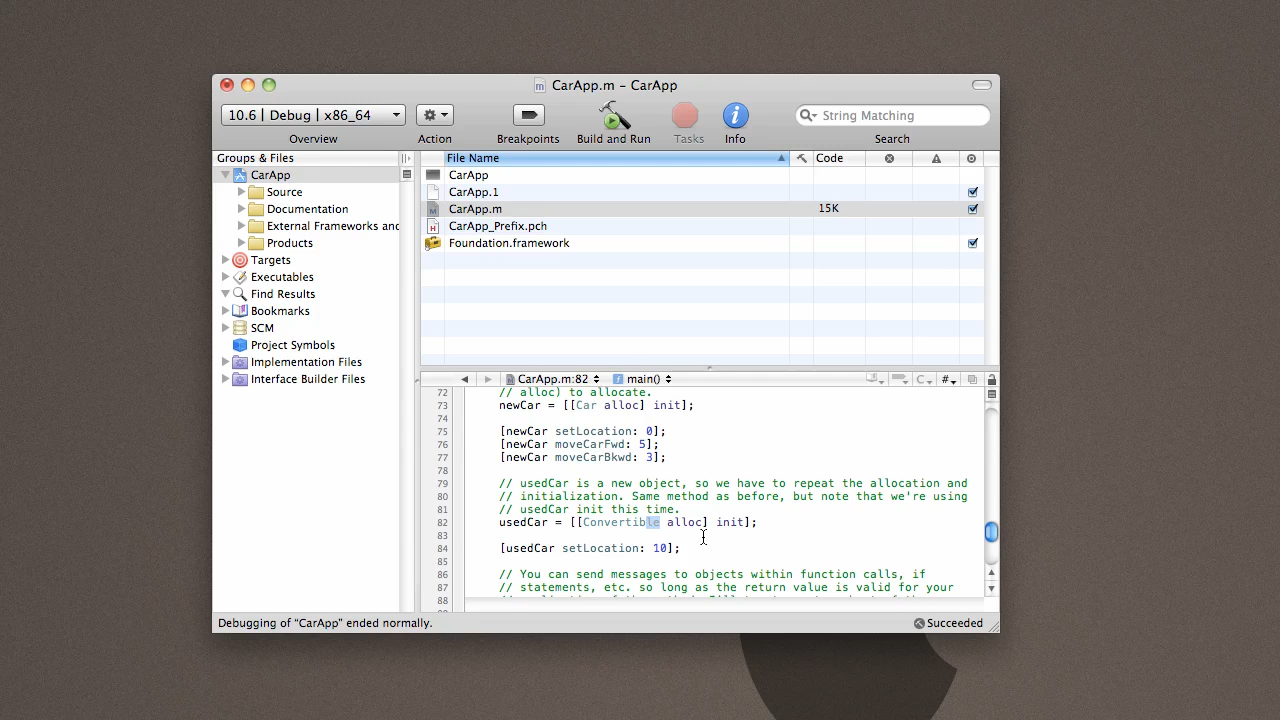 CarApp.m – CarApp
10.6 | Debug | x86_64
String Matching
Overview
Action
Breakpoints
Build and Run
Tasks
Info
Search
Groups & Files
File Name
Code
CarApp
Source
Documentation
External Frameworks anc
Products
Targets
Executables
Find Results
Bookmarks
SCM
Project Symbols
Implementation Files
Interface Builder Files
CarApp
CarApp.1
CarApp.m 15K
CarApp_Prefix.pch
Foundation.framework
CarApp.m:82 main()
C
#
72 // alloc) to allocate.
73 newCar = [[Car alloc] init];
74
75 [newCar setLocation: 0];
76 [newCar moveCarFwd: 5];
77 [newCar moveCarBkwd: 3];
78
79 // usedCar is a new object, so we have to repeat the allocation and
80 // initialization. Same method as before, but note that we're using
81 // usedCar init this time.
82 usedCar = [[Convertible alloc] init];
83
84 [usedCar setLocation: 10];
85
86 // You can send messages to objects within function calls, if
87 // statements, etc. so long as the return value is valid for your
88
Debugging of "CarApp" ended normally.
Succeeded